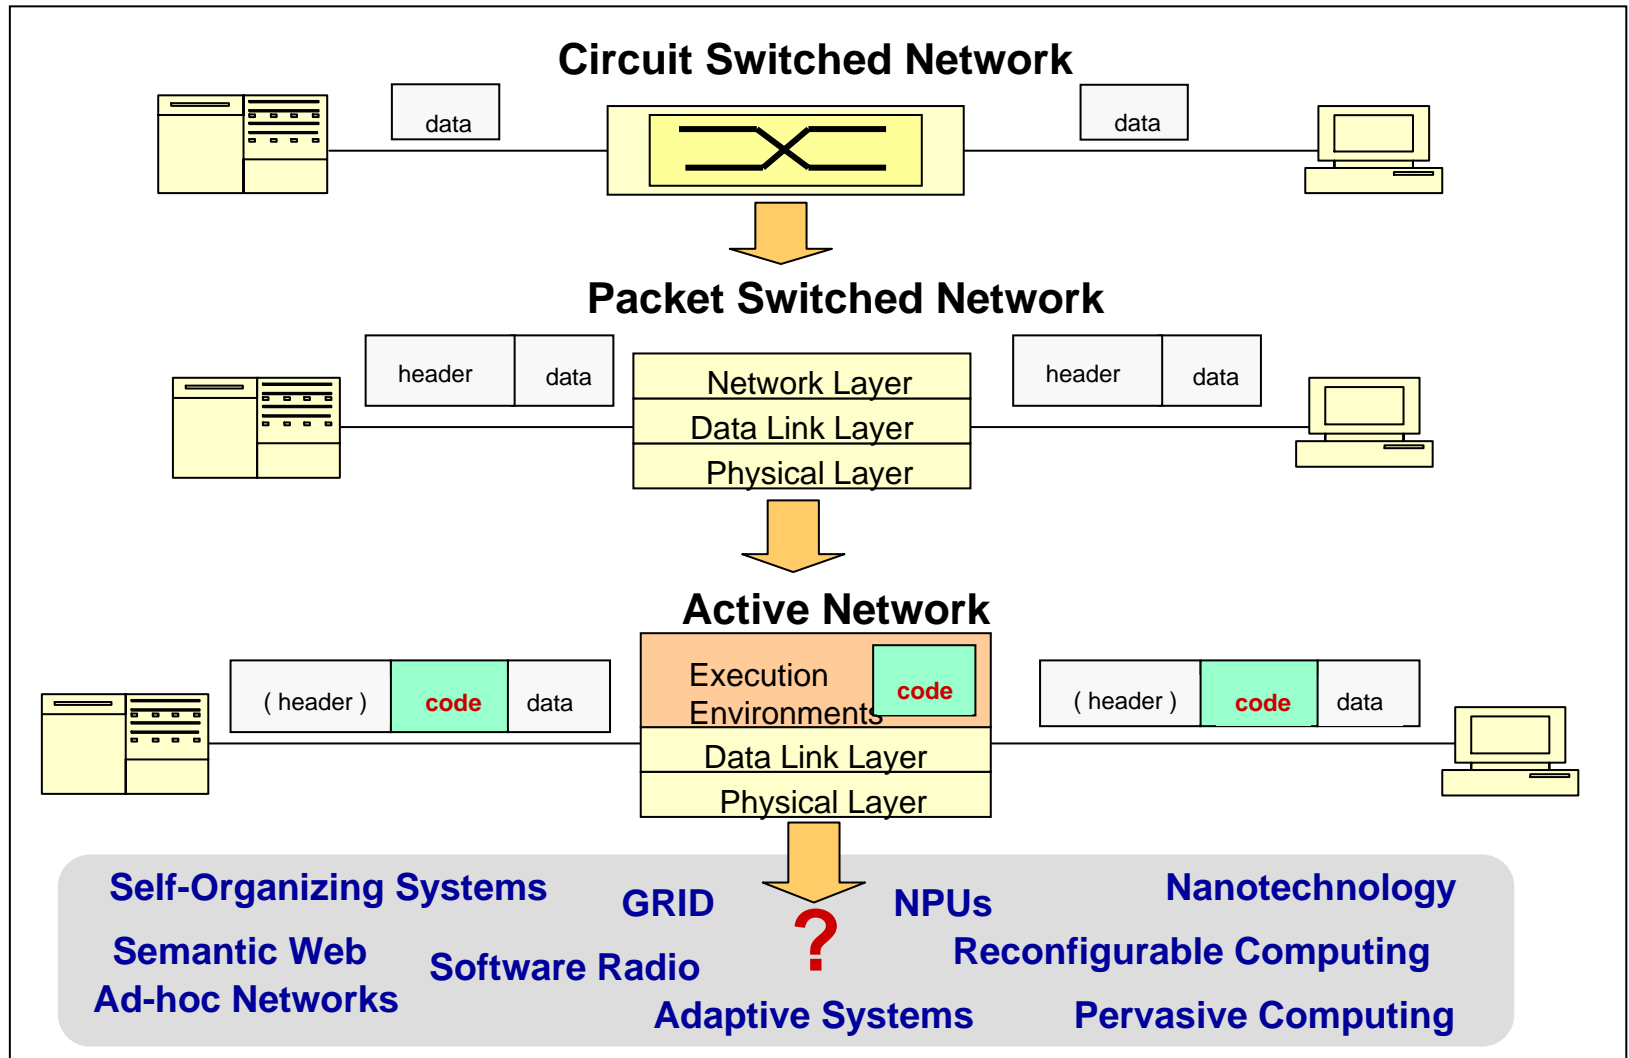 Circuit Switched Network
data
data
Packet Switched Network
header
data
Network Layer
Data Link Layer
Physical Layer
header
data
Active Network
( header )
code
data
Execution
Environments
code
Data Link Layer
Physical Layer
( header )
code
data
Self-Organizing Systems
GRID
?
NPUs
Nanotechnology
Semantic Web
Software Radio
Reconfigurable Computing
Ad-hoc Networks
Adaptive Systems
Pervasive Computing